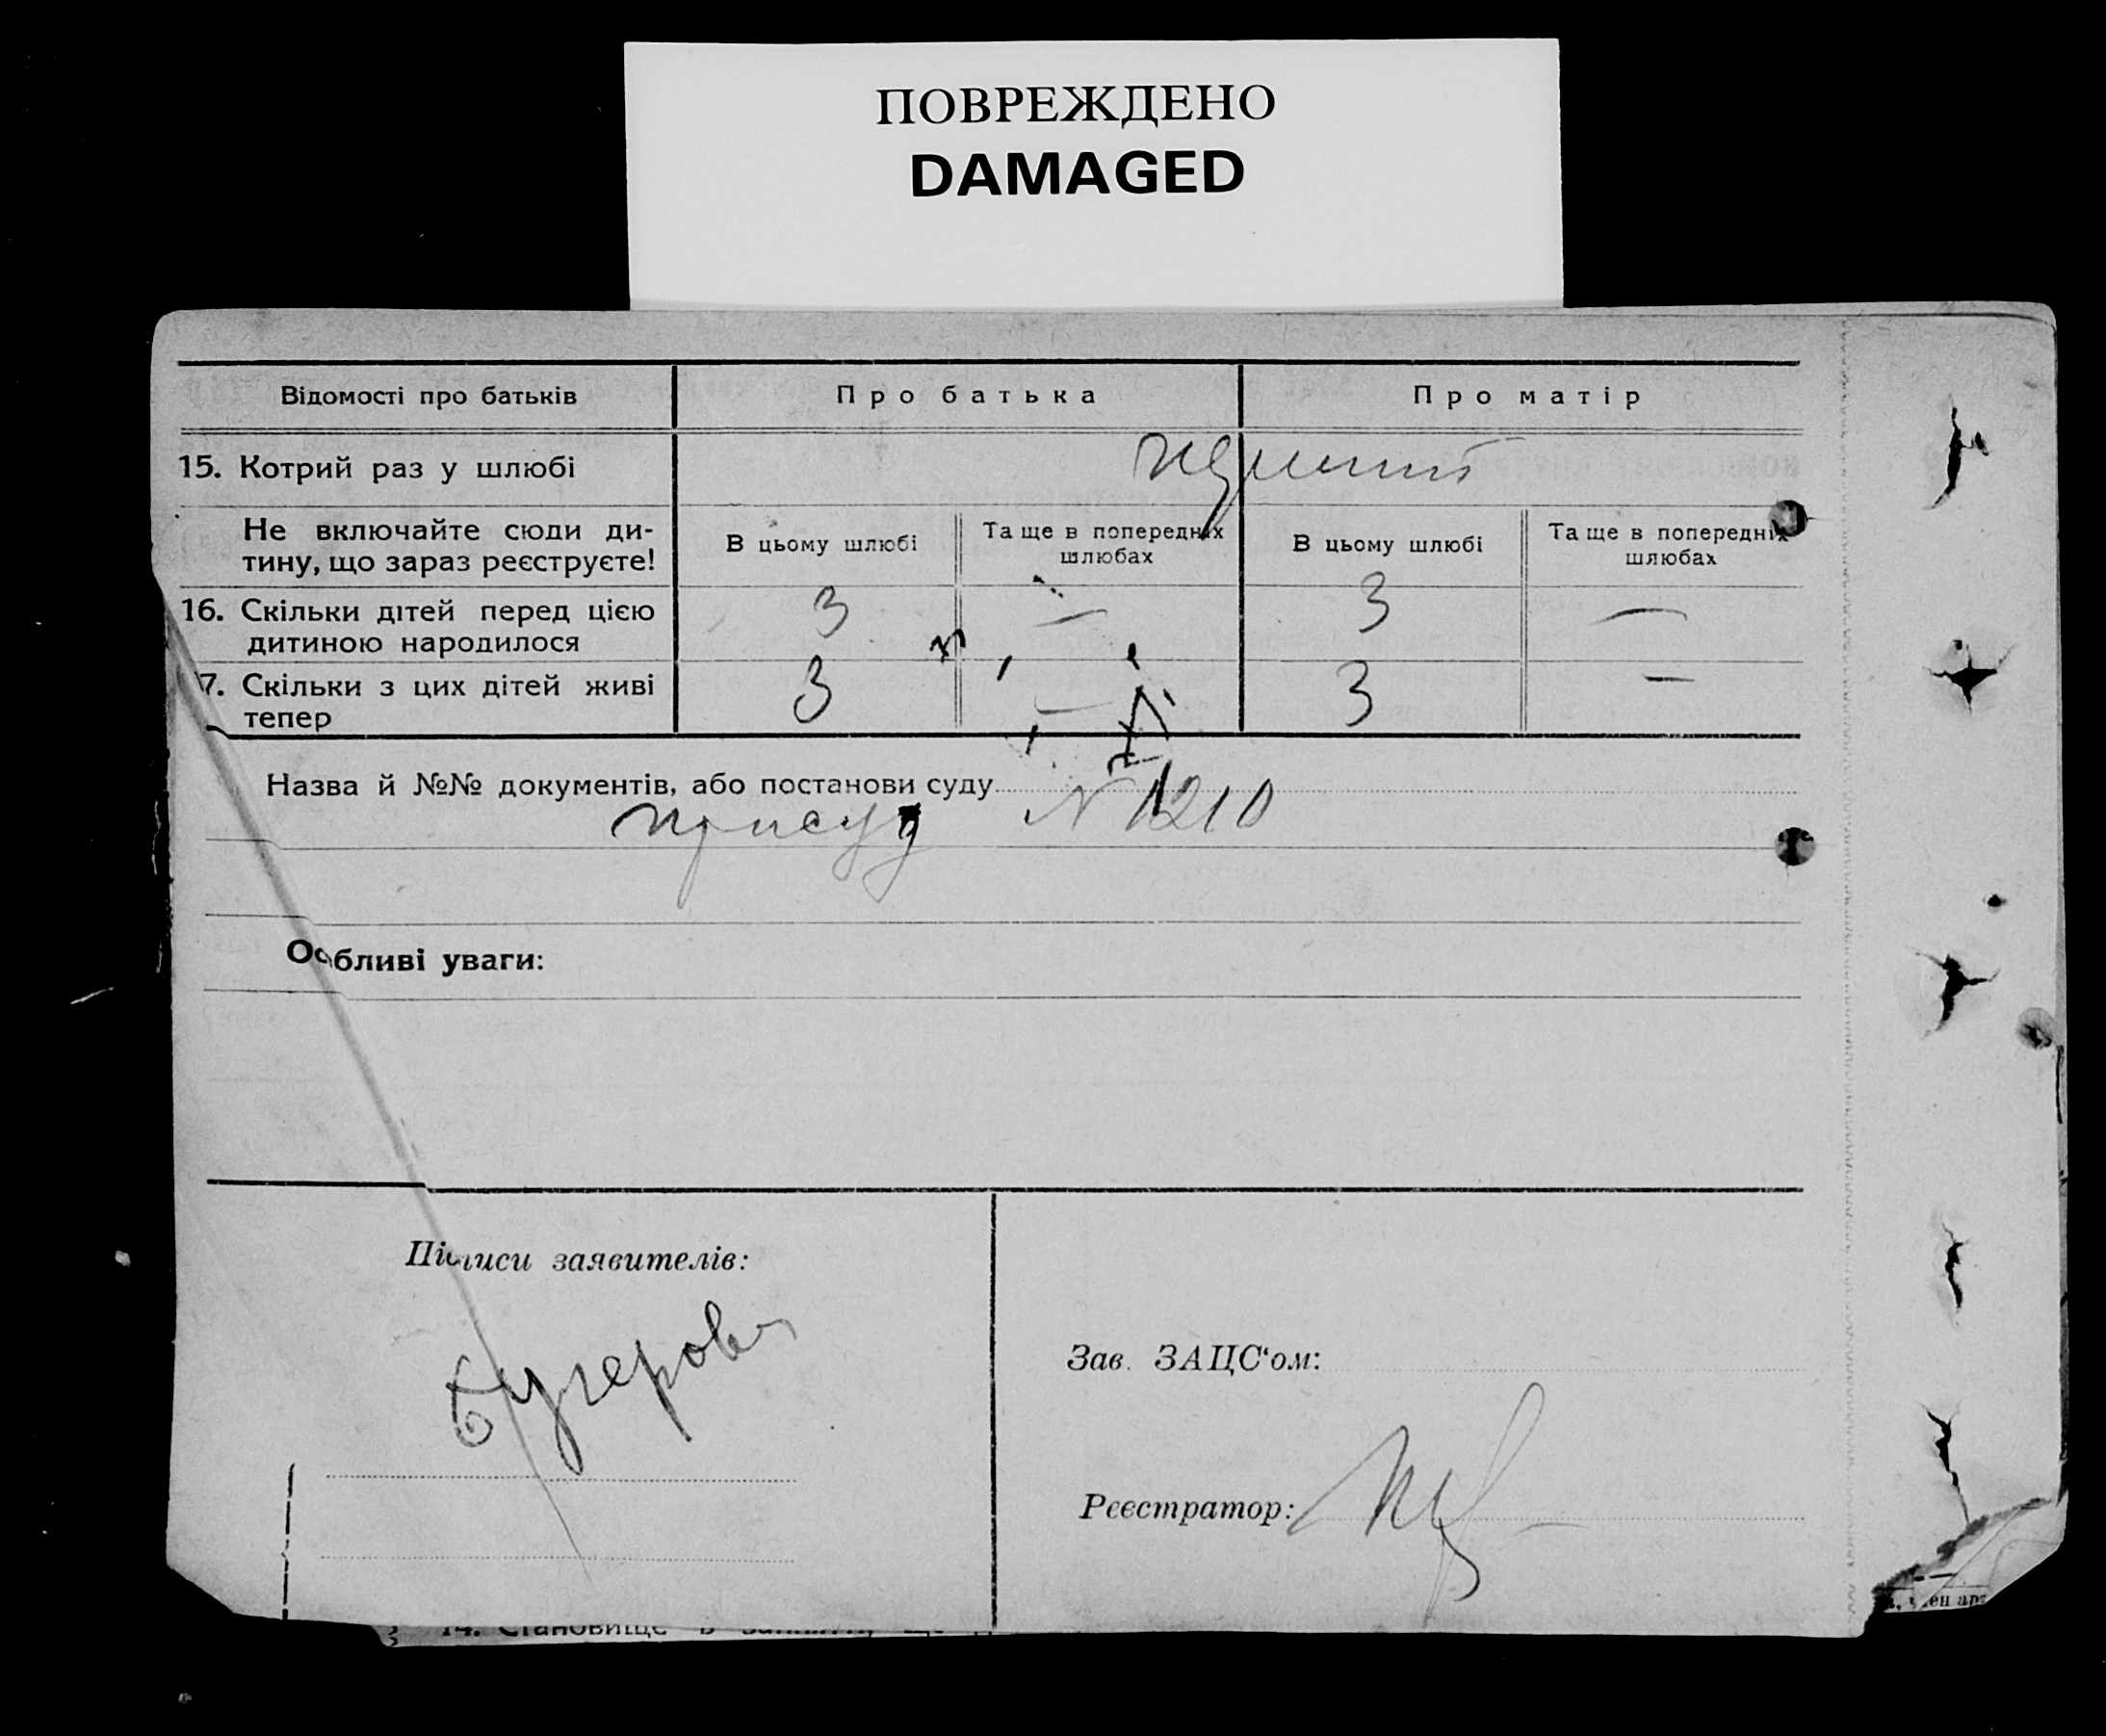 ПОВРЕЖДЕНО
DAMAGED
Відомості про батьків
Про батька
Про матір
15. Котрий раз у шлюбі
Не включайте сюди ди-
тину, що зараз реєструєте!
В цьому шлюбі
Та ще в попередніх
шлюбах
В цьому шлюбі
Та ще в попередніх
шлюбах
16. Скільки дітей перед цією
дитиною народилося
3
—
3
—
7. Скільки з цих дітей живі
тепер
3
—
3
—
Назва й №№ документів, або постанови суду
присуд N 1210
Особливі уваги:
Підписи заявителів:
Зав. ЗАЦС‘ом:
Реєстратор:
14. Становище в